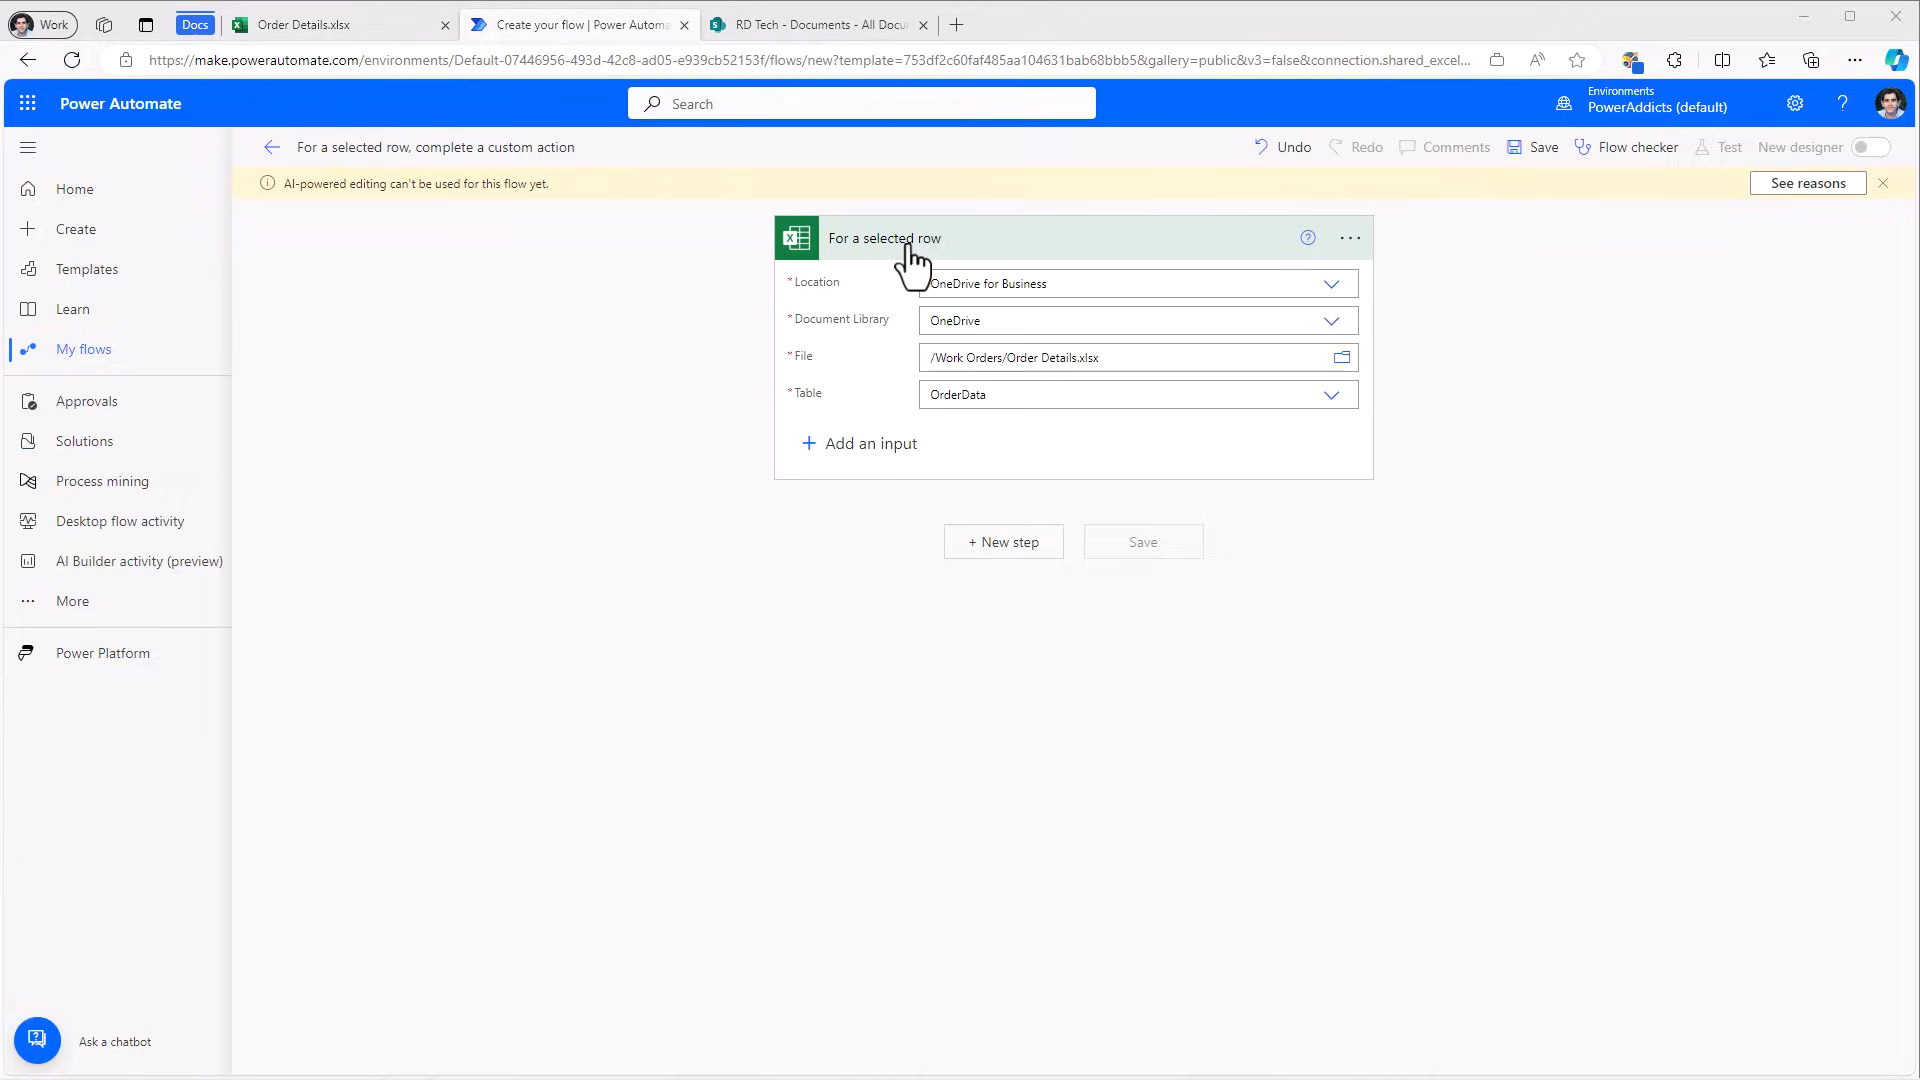 Work
Docs
Order Details.xlsx
Create your flow | Power Automa
RD Tech - Documents - All Docu
https://make.powerautomate.com/environments/Default-07446956-493d-42c8-ad05-e939cb52153f/flows/new?template=753df2c60faf485aa104631bab68bbb5&gallery=public&v3=false&connection.shared_excel...
Power Automate
Search
Environments
PowerAddicts (default)
For a selected row, complete a custom action
Undo
Redo
Comments
Save
Flow checker
Test
New designer
AI-powered editing can't be used for this flow yet.
See reasons
Home
Create
Templates
Learn
My flows
Approvals
Solutions
Process mining
Desktop flow activity
AI Builder activity (preview)
More
Power Platform
Ask a chatbot
For a selected row
* Location
OneDrive for Business
* Document Library
OneDrive
* File
/Work Orders/Order Details.xlsx
* Table
OrderData
+ Add an input
+ New step
Save